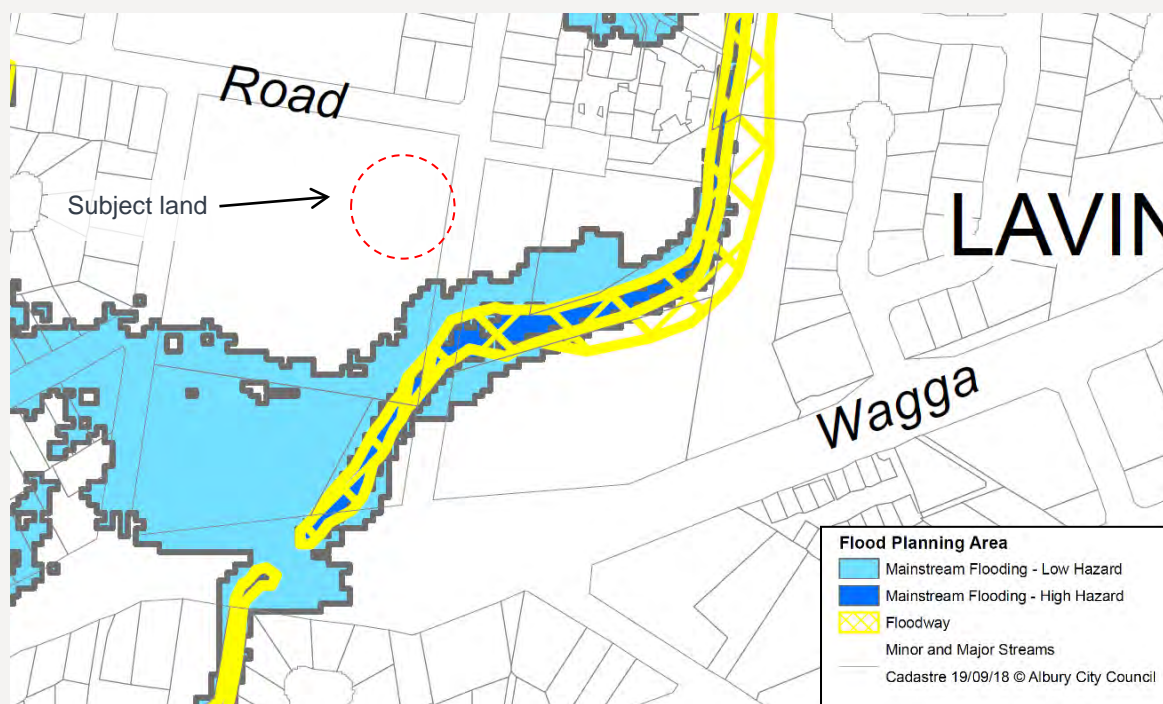 Road
Subject land
LAVIN
Wagga
Flood Planning Area
Mainstream Flooding - Low Hazard
Mainstream Flooding - High Hazard
Floodway
Minor and Major Streams
Cadastre 19/09/18 © Albury City Council